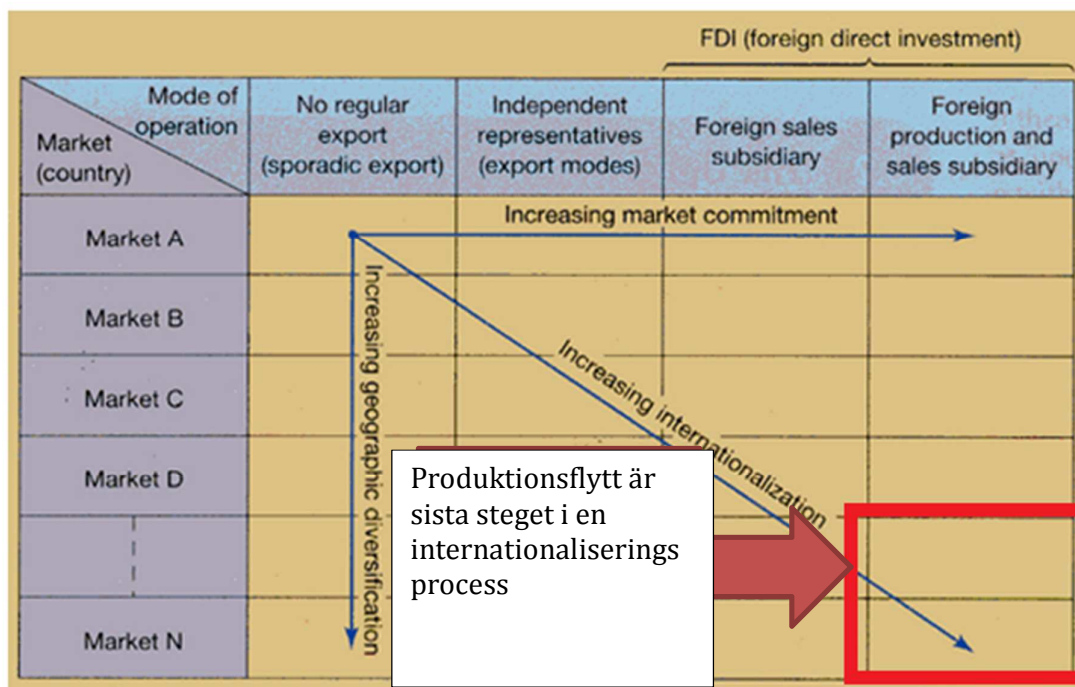 FDI (foreign direct investment)
Mode of
operation
Market
(country)
No regular
export
(sporadic export)
Independent
representatives
(export modes)
Foreign sales
subsidiary
Foreign
production and
sales subsidiary
Market A
Increasing market commitment
Market B
Market C
Market D
Market N
Increasing geographic diversification
Increasing internationalization
Produktionsflytt är
sista steget i en
internationaliserings
process